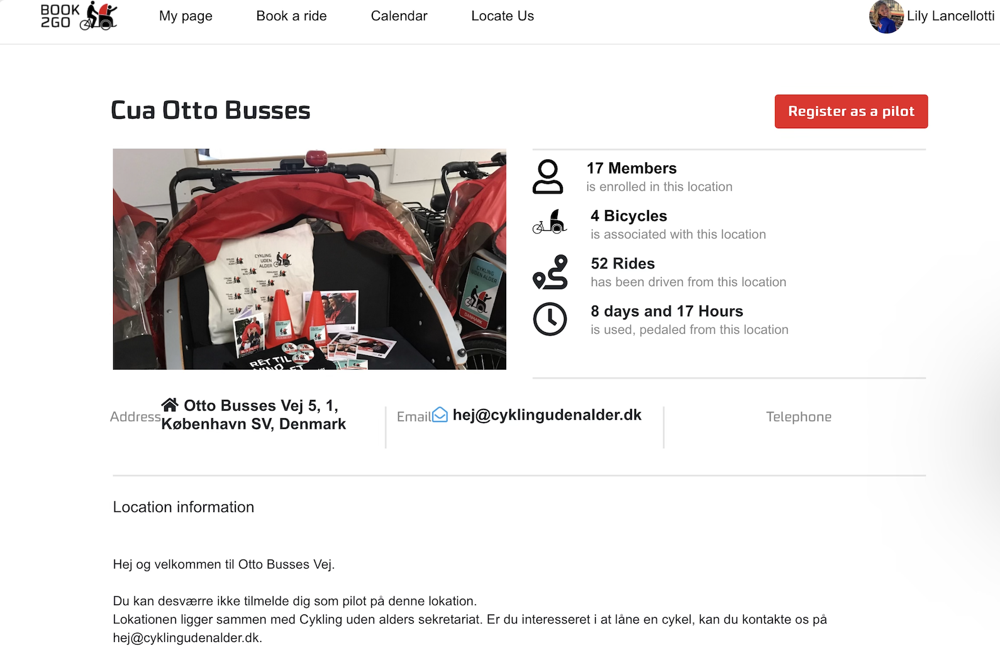 BOOK
2GO
My page
Book a ride
Calendar
Locate Us
Lily Lancellotti
Cua Otto Busses
Register as a pilot
CYKLING
UDEN
ALDER
CYKLING
UDEN ALDER
DANMARK
BLIV PILOT
RET TIL
17 Members
is enrolled in this location
4 Bicycles
is associated with this location
52 Rides
has been driven from this location
8 days and 17 Hours
is used, pedaled from this location
Address
Otto Busses Vej 5, 1,
København SV, Denmark
Email
hej@cyklingudenalder.dk
Telephone
Location information
Hej og velkommen til Otto Busses Vej.
Du kan desværre ikke tilmelde dig som pilot på denne lokation.
Lokationen ligger sammen med Cykling uden alders sekretariat. Er du interesseret i at låne en cykel, kan du kontakte os på
hej@cyklingudenalder.dk.